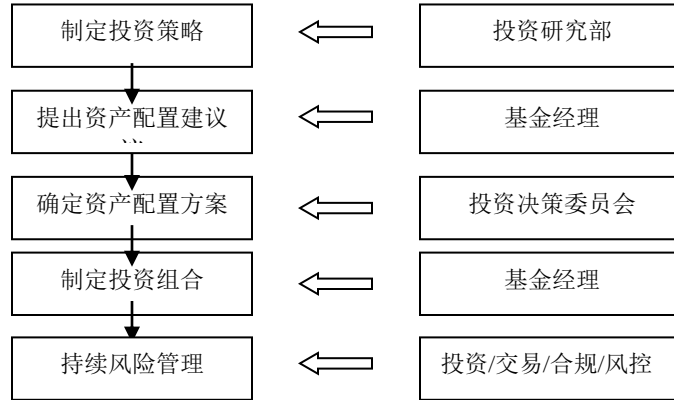 制定投资策略 投资研究部
提出资产配置建议 基金经理
确定资产配置方案 投资决策委员会
制定投资组合 基金经理
持续风险管理 投资/交易/合规/风控